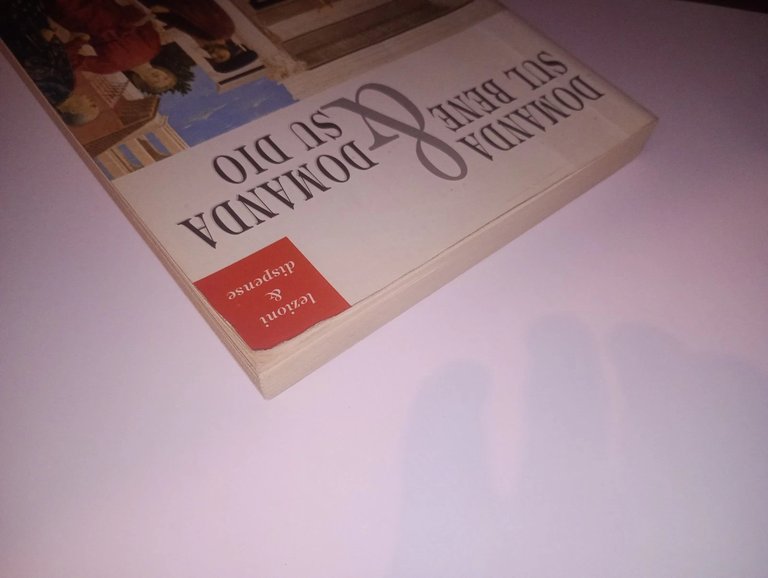 DOMANDA
SUL BENE
&
DOMANDA
SU DIO
lezioni
&
dispense